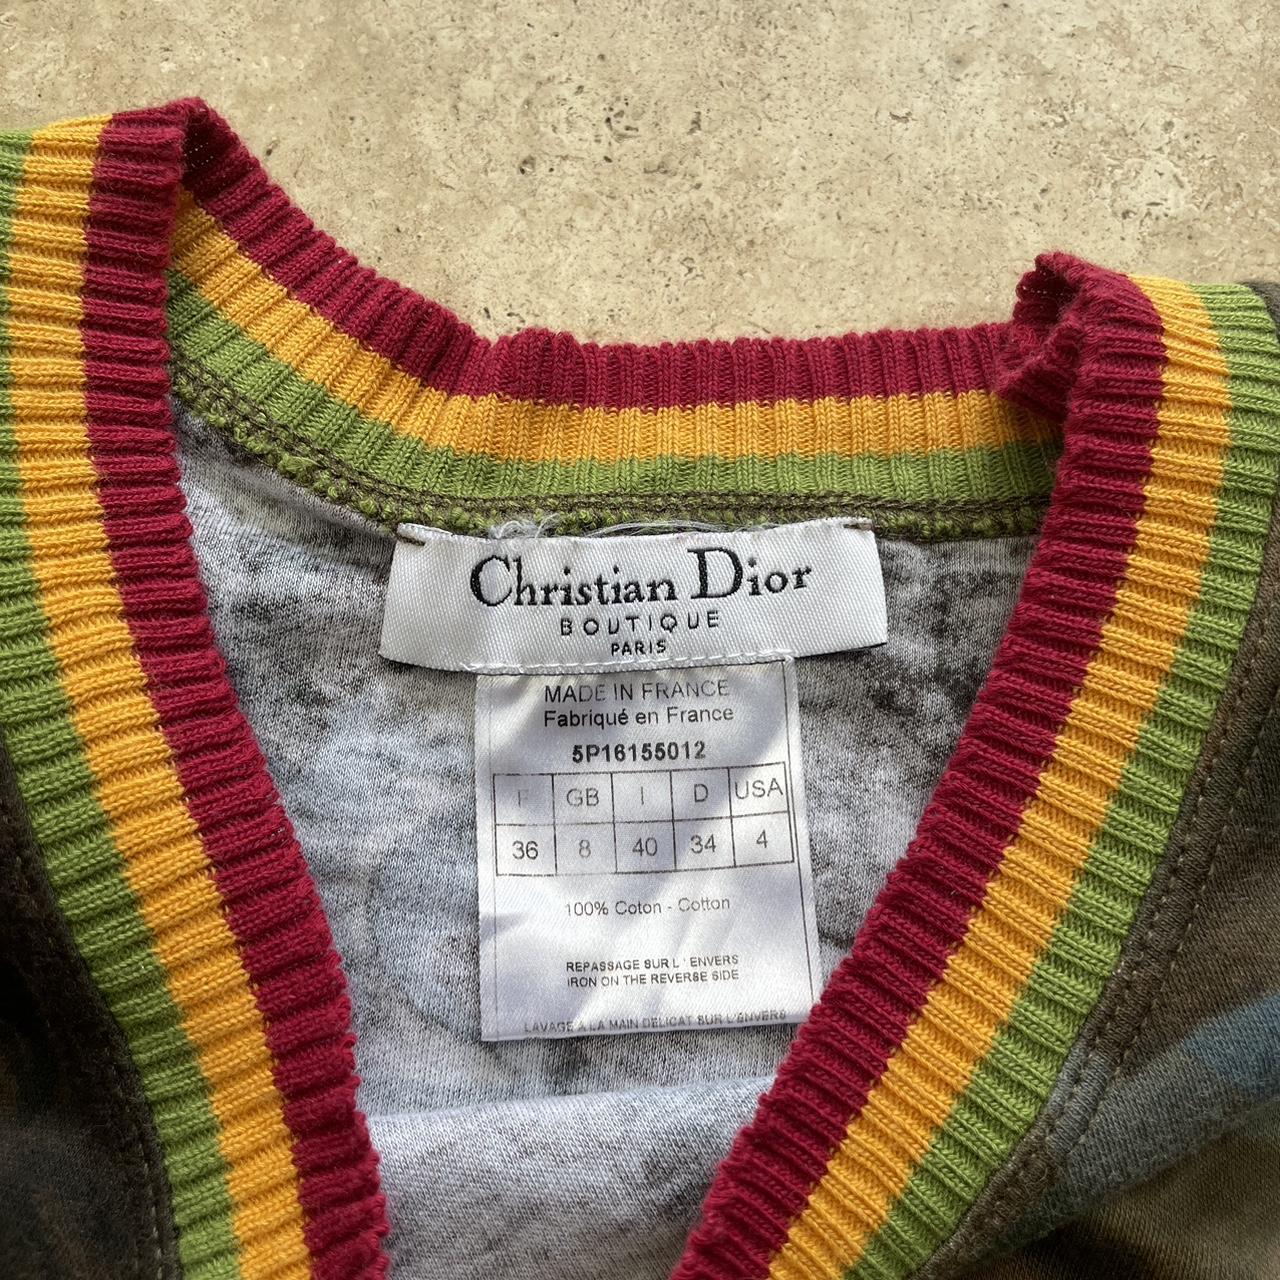 Christian Dior
BOUTIQUE
PARIS
MADE IN FRANCE
Fabriqué en France
5P16155012
F GB I D USA
36 8 40 34 4
100% Coton - Cotton
REPASSAGE SUR L ' ENVERS
IRON ON THE REVERSE SIDE
LAVAGE A LA MAIN DELICAT SUR L'ENVERS